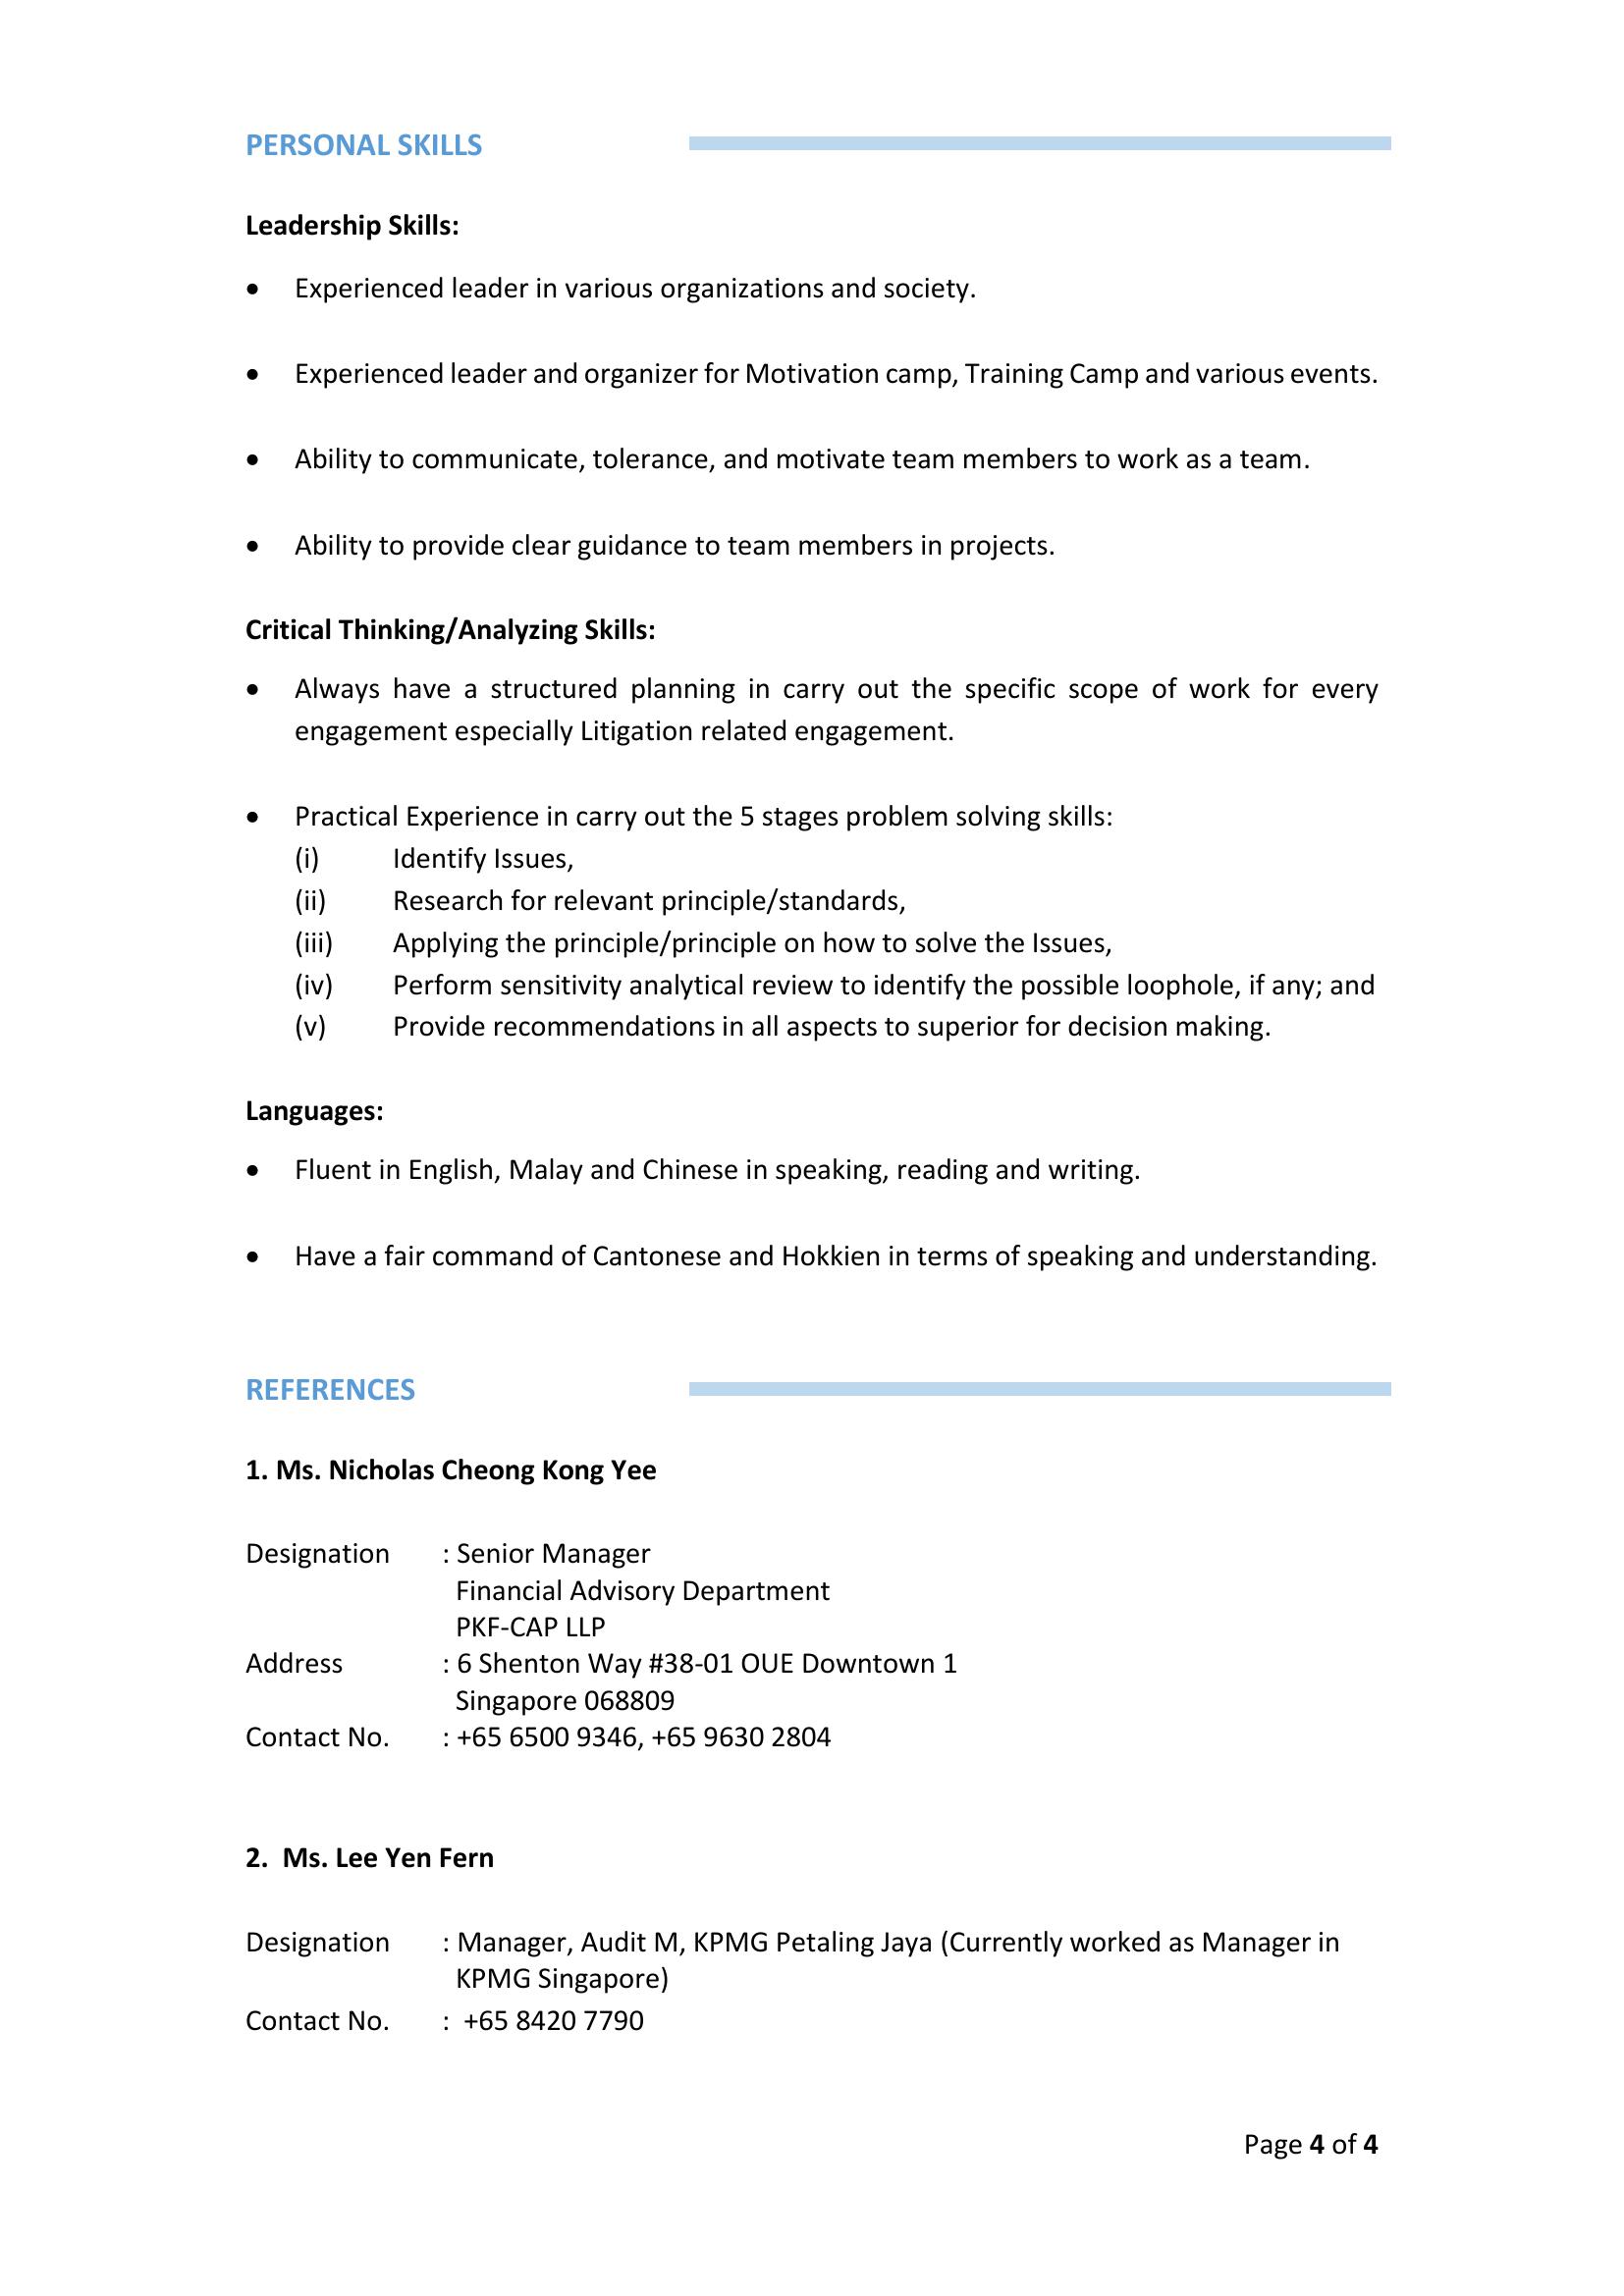 PERSONAL SKILLS
Leadership Skills:
• Experienced leader in various organizations and society.
• Experienced leader and organizer for Motivation camp, Training Camp and various events.
• Ability to communicate, tolerance, and motivate team members to work as a team.
• Ability to provide clear guidance to team members in projects.
Critical Thinking/Analyzing Skills:
• Always have a structured planning in carry out the specific scope of work for every
engagement especially Litigation related engagement.
• Practical Experience in carry out the 5 stages problem solving skills:
(i) Identify Issues,
(ii) Research for relevant principle/standards,
(iii) Applying the principle/principle on how to solve the Issues,
(iv) Perform sensitivity analytical review to identify the possible loophole, if any; and
(v) Provide recommendations in all aspects to superior for decision making.
Languages:
• Fluent in English, Malay and Chinese in speaking, reading and writing.
• Have a fair command of Cantonese and Hokkien in terms of speaking and understanding.
REFERENCES
1. Ms. Nicholas Cheong Kong Yee
Designation : Senior Manager
Financial Advisory Department
PKF-CAP LLP
Address : 6 Shenton Way #38-01 OUE Downtown 1
Singapore 068809
Contact No. : +65 6500 9346, +65 9630 2804
2. Ms. Lee Yen Fern
Designation : Manager, Audit M, KPMG Petaling Jaya (Currently worked as Manager in
KPMG Singapore)
Contact No. : +65 8420 7790
Page 4 of 4